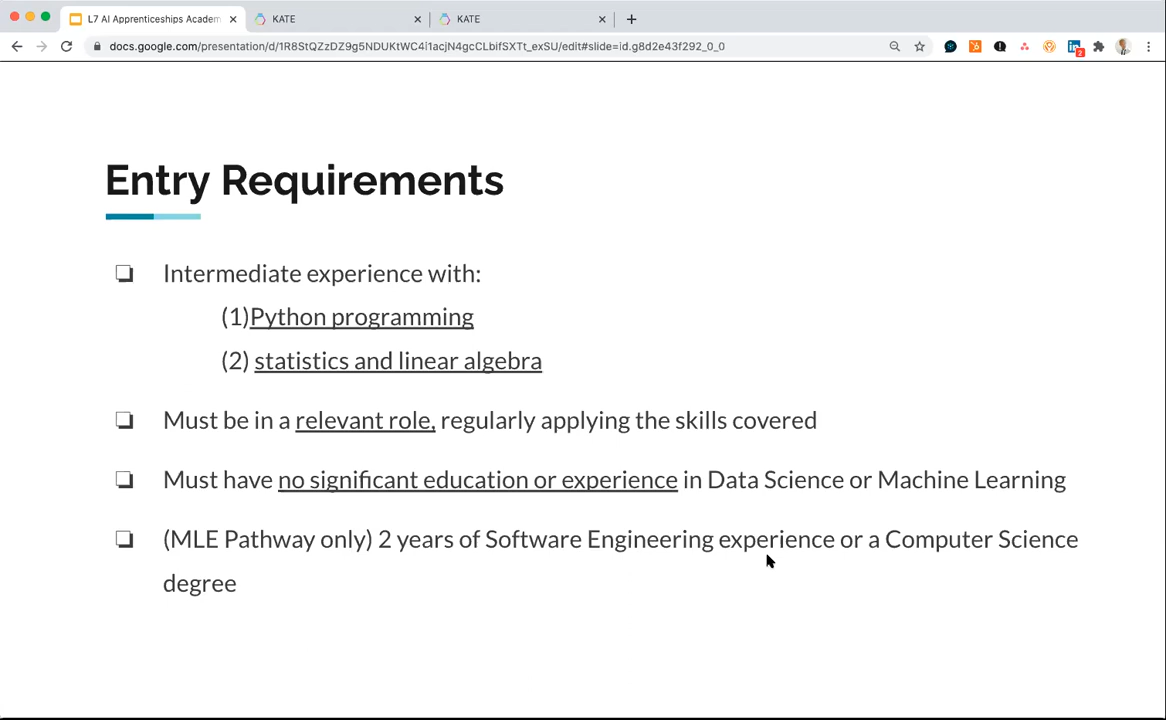 L7 AI Apprenticeships Academ
KATE
KATE
docs.google.com/presentation/d/1R8StQZzDZ9g5NDUKtWC4i1acjN4gcCLbifSXTt_exSU/edit#slide=id.g8d2e43f292_0_0
2
Entry Requirements
Intermediate experience with:
(1)Python programming
(2) statistics and linear algebra
Must be in a relevant role, regularly applying the skills covered
Must have no significant education or experience in Data Science or Machine Learning
(MLE Pathway only) 2 years of Software Engineering experience or a Computer Science
degree